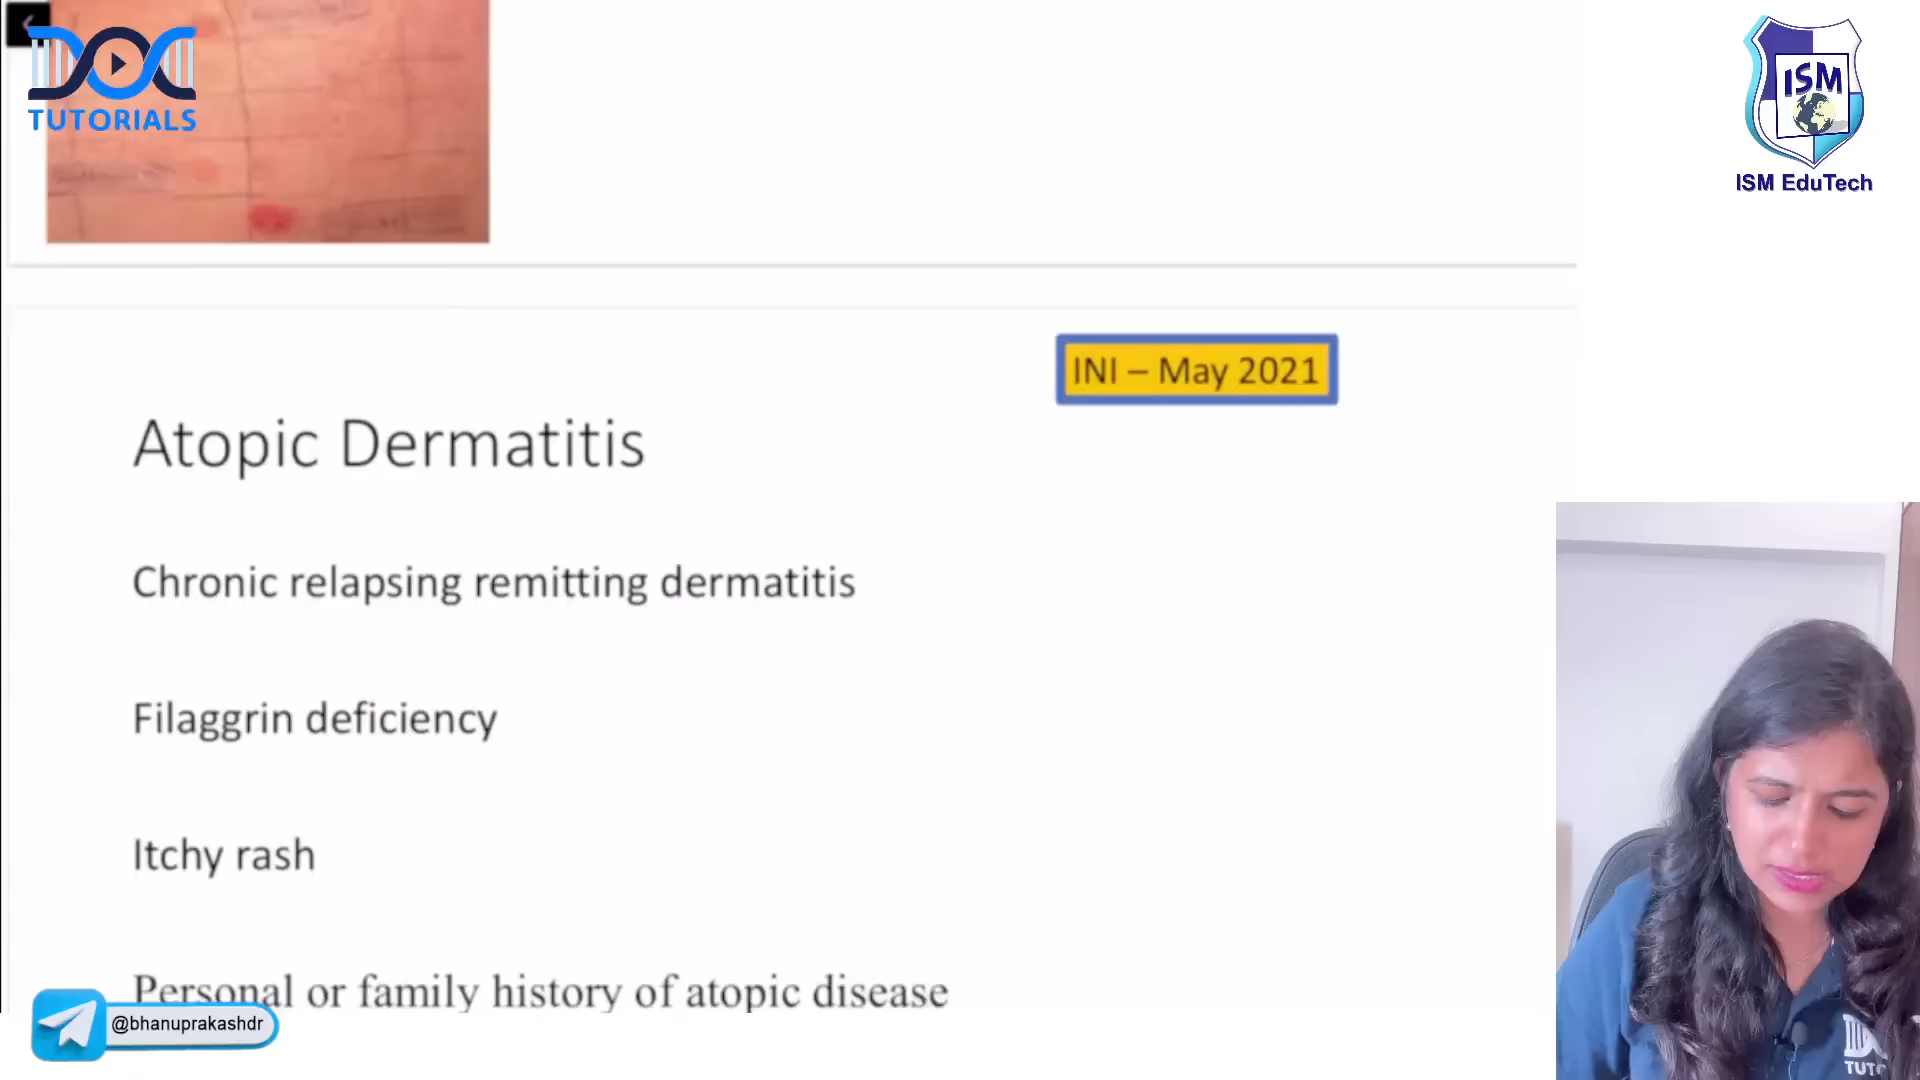 TUTORIALS
ISM
ISM EduTech
INI – May 2021
Atopic Dermatitis
Chronic relapsing remitting dermatitis
Filaggrin deficiency
Itchy rash
Personal or family history of atopic disease
@bhanuprakashdr